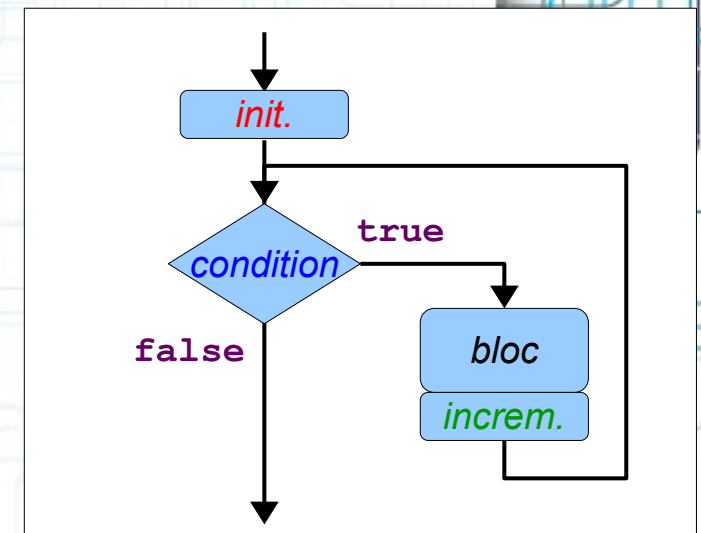 init.
true
condition
false
bloc
increm.